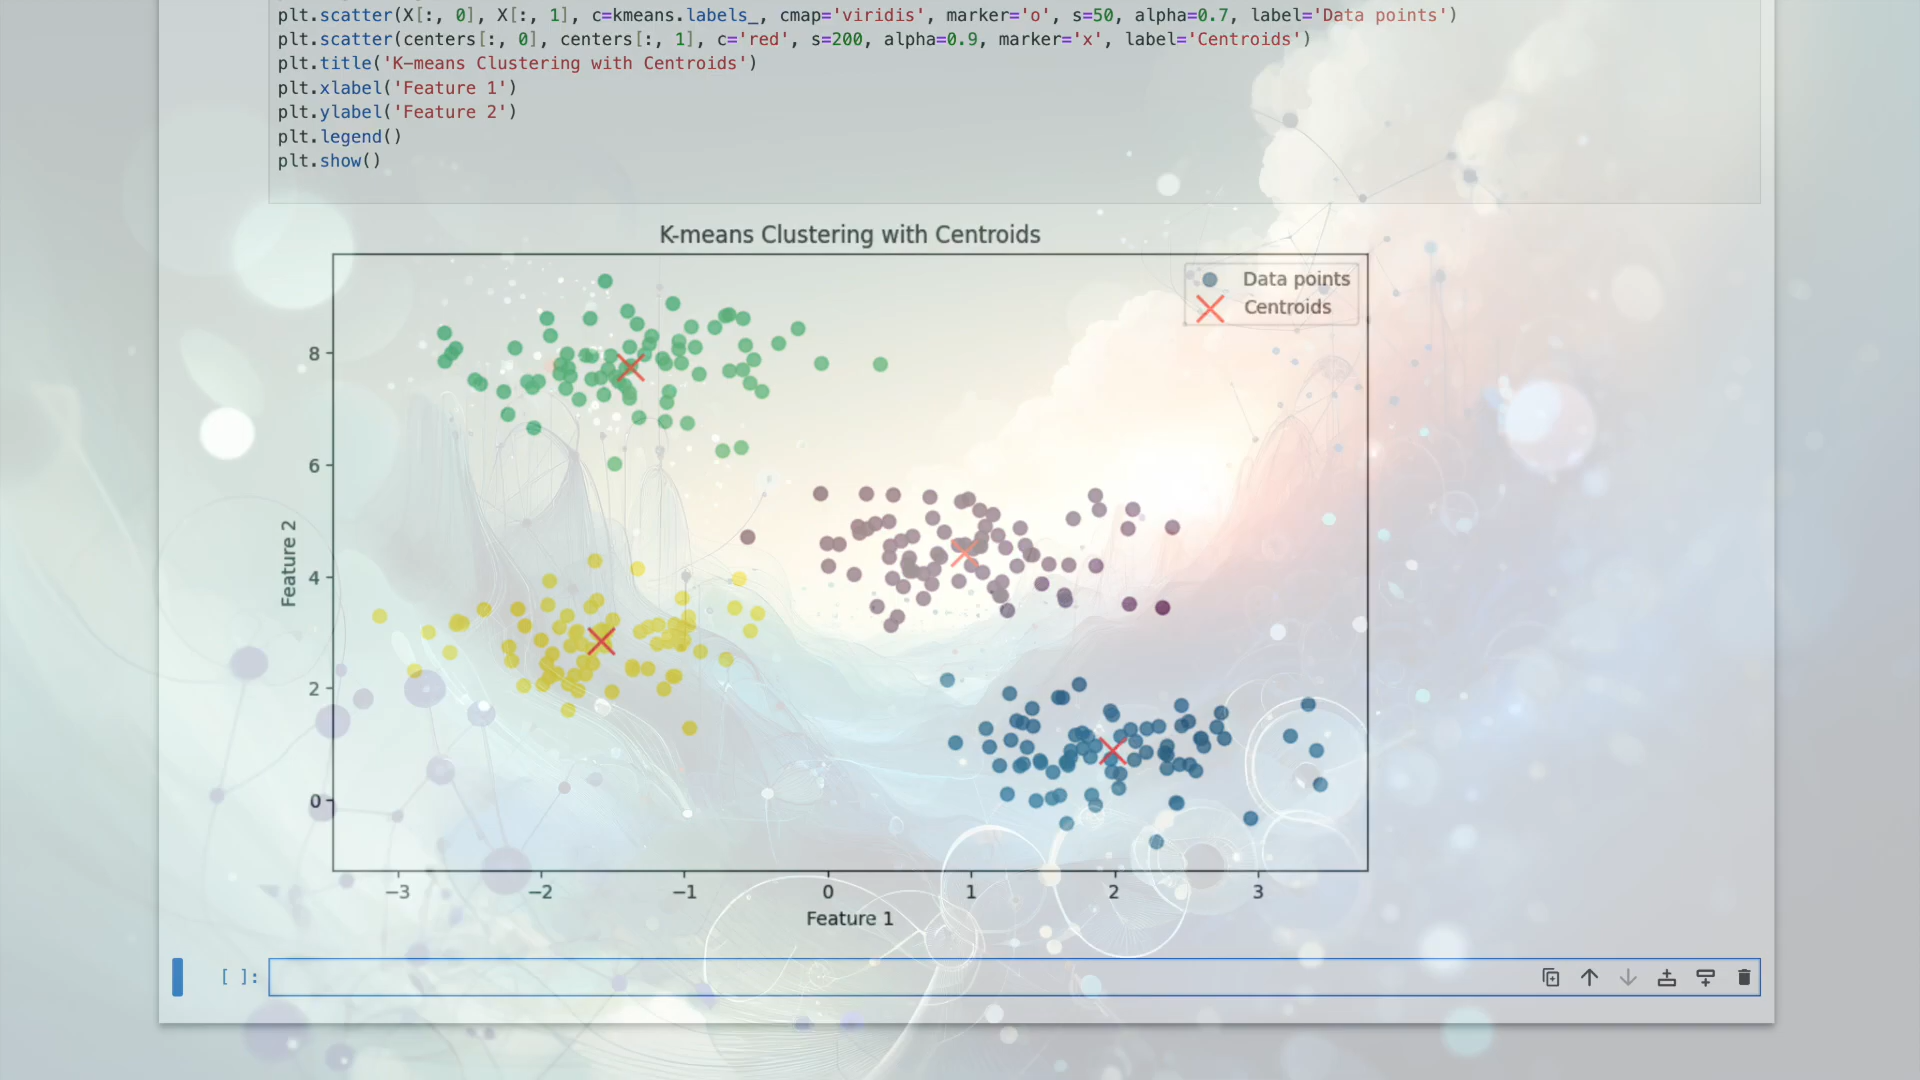 plt.scatter(X[:, 0], X[:, 1], c=kmeans.labels_, cmap='viridis', marker='o', s=50, alpha=0.7, label='Data points')
plt.scatter(centers[:, 0], centers[:, 1], c='red', s=200, alpha=0.9, marker='x', label='Centroids')
plt.title('K-means Clustering with Centroids')
plt.xlabel('Feature 1')
plt.ylabel('Feature 2')
plt.legend()
plt.show()
K-means Clustering with Centroids
Data points
Centroids
8
6
4
2
0
Feature 2
−3 −2 −1 0 1 2 3
Feature 1
[ ]: